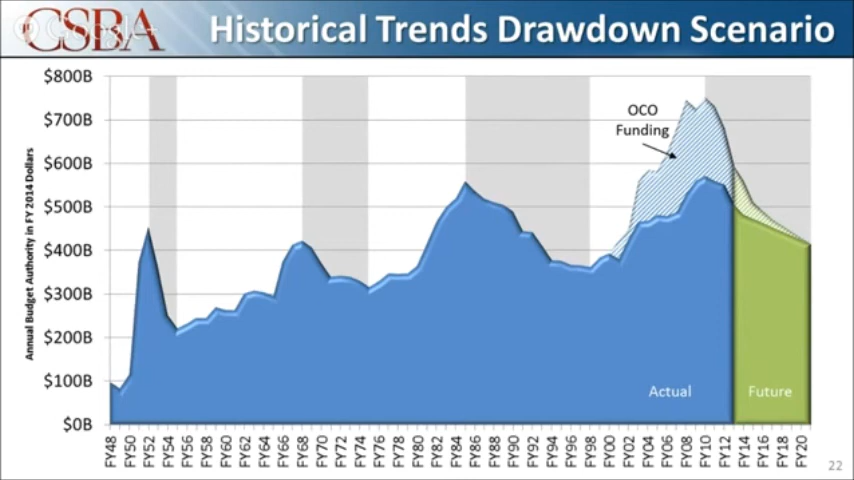 CSBA
Google+
Historical Trends Drawdown Scenario
$800B
$700B
$600B
$500B
$400B
$300B
$200B
$100B
$0B
Annual Budget Authority in FY 2014 Dollars
OCO
Funding
Actual
Future
FY48
FY50
FY52
FY54
FY56
FY58
FY60
FY62
FY64
FY66
FY68
FY70
FY72
FY74
FY76
FY78
FY80
FY82
FY84
FY86
FY88
FY90
FY92
FY94
FY96
FY98
FY00
FY02
FY04
FY06
FY08
FY10
FY12
FY14
FY16
FY18
FY20
22